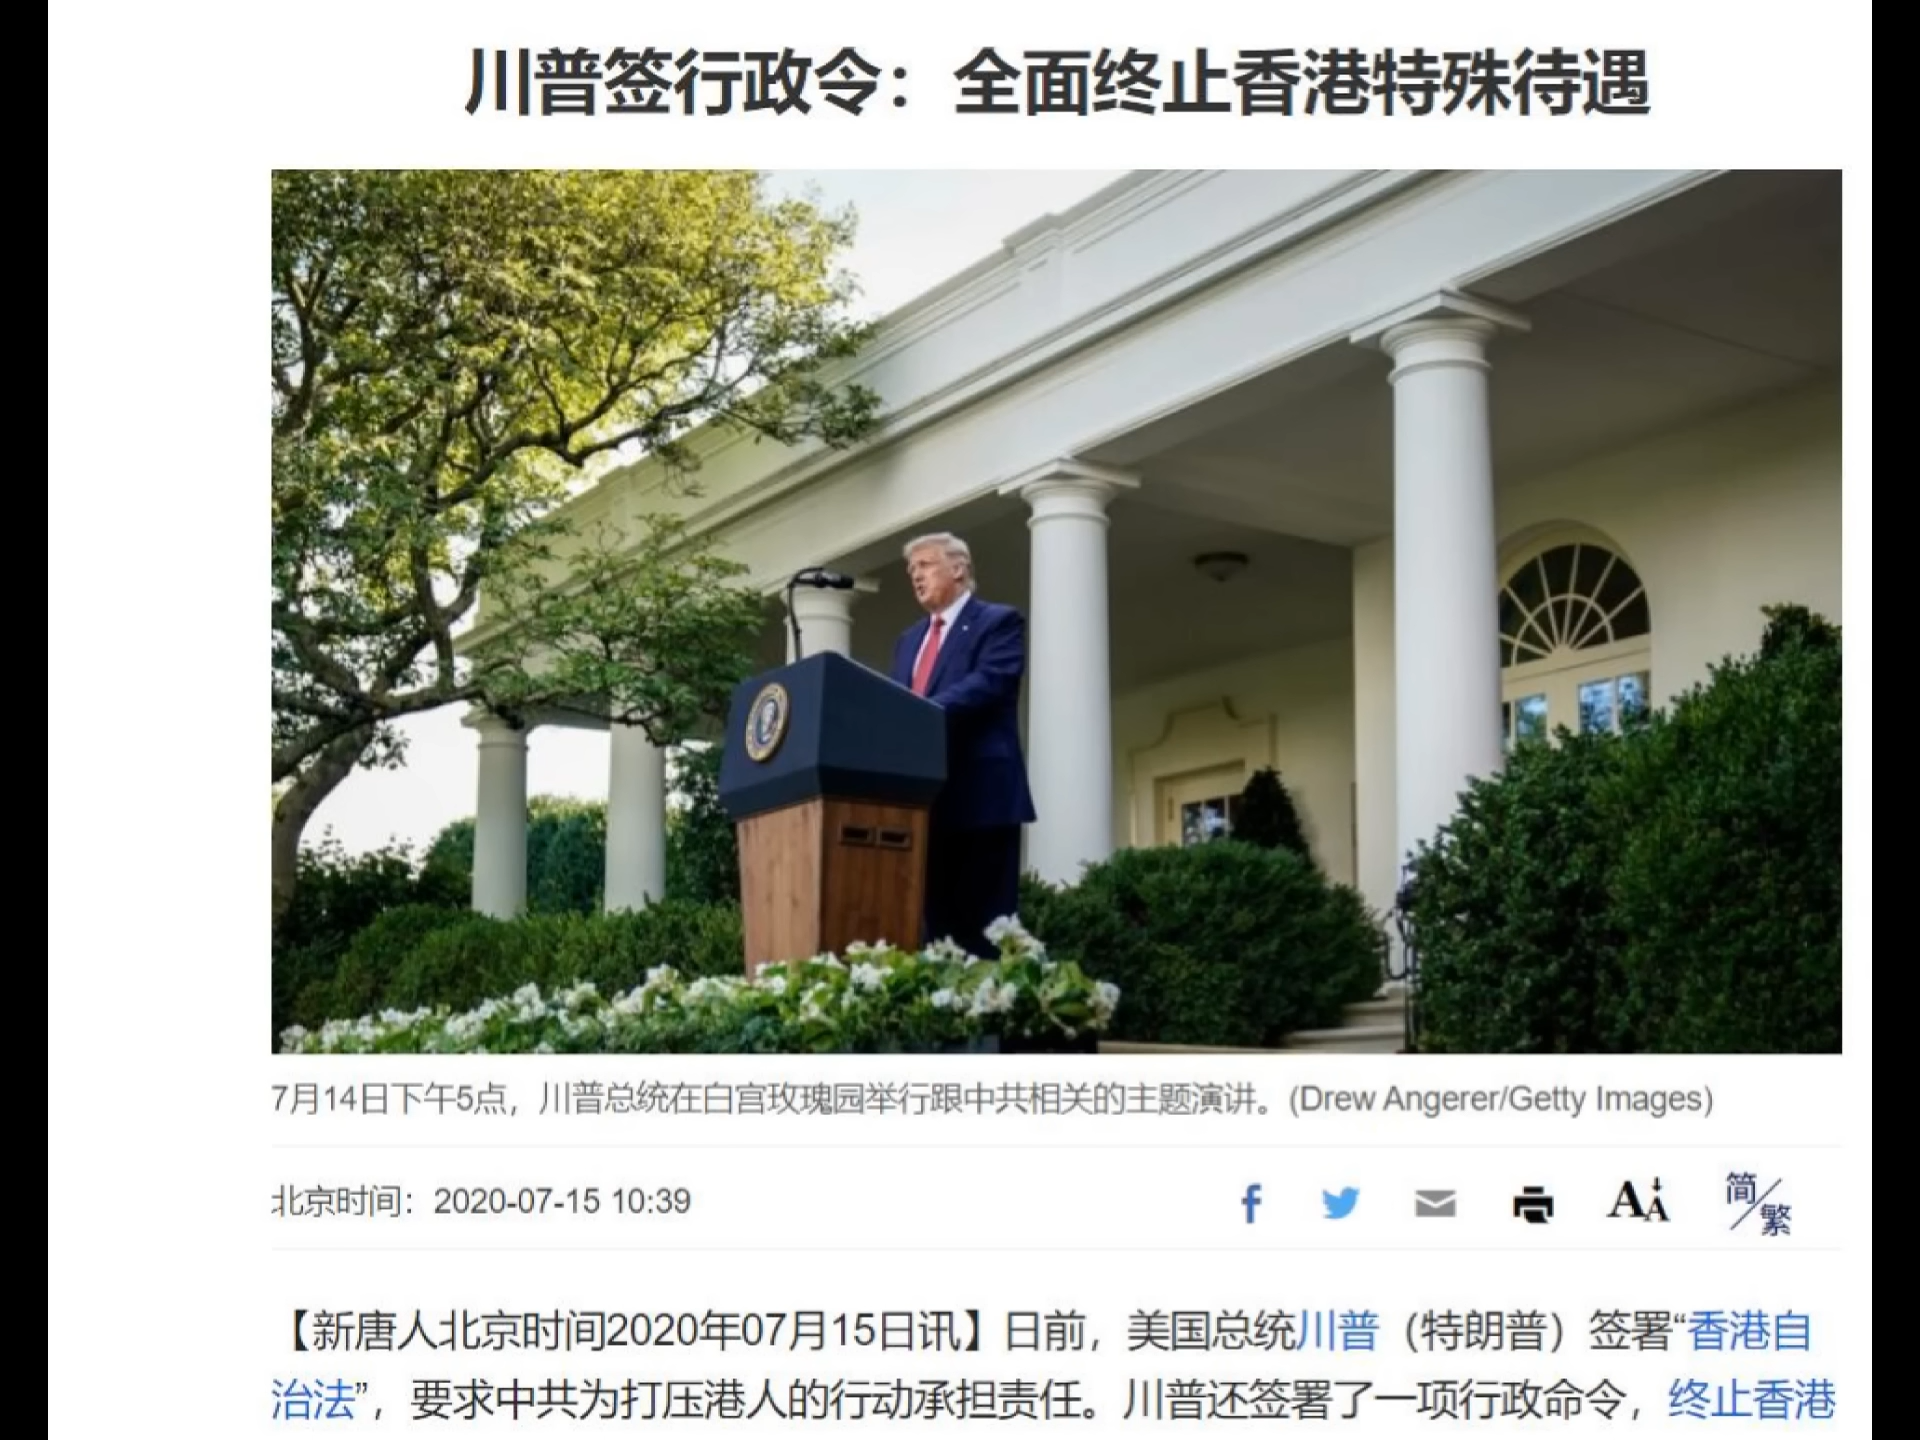 川普签行政令：全面终止香港特殊待遇
7月14日下午5点，川普总统在白宫玫瑰园举行跟中共相关的主题演讲。(Drew Angerer/Getty Images)
北京时间：2020-07-15 10:39
f
AA
简/繁
【新唐人北京时间2020年07月15日讯】日前，美国总统川普（特朗普）签署“香港自
治法”，要求中共为打压港人的行动承担责任。川普还签署了一项行政命令，终止香港